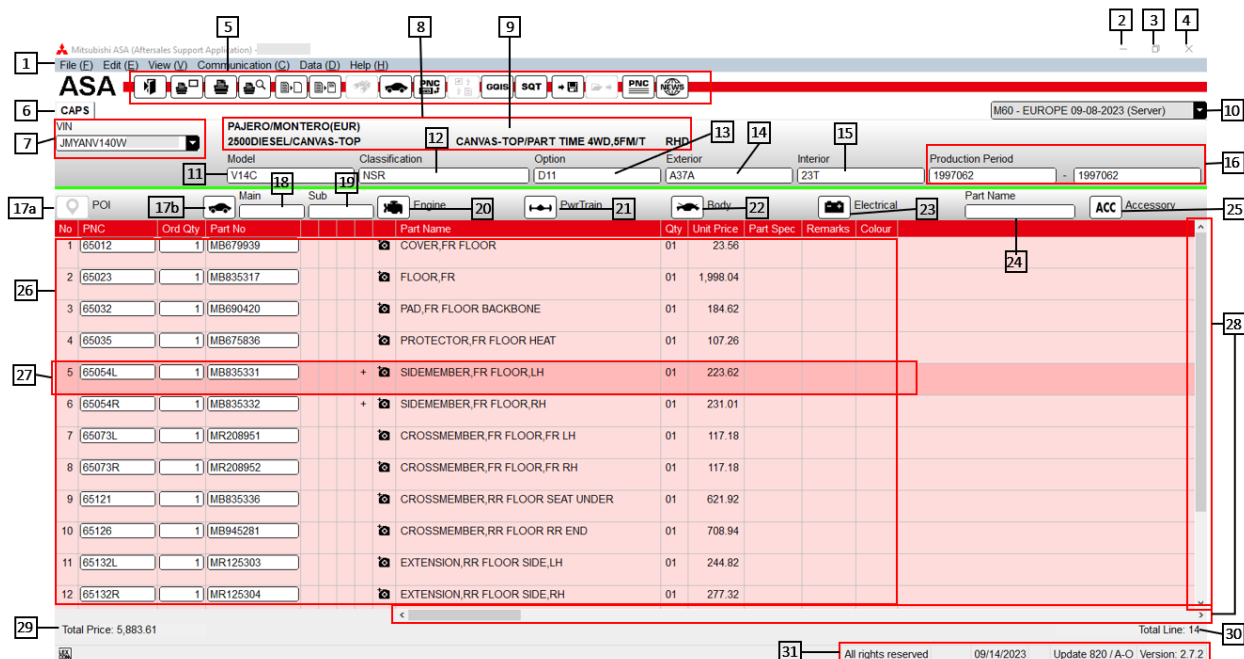 5 8 9 2 3 4
Mitsubishi ASA (Aftersales Support Application) -
1 File (F) Edit (E) View (V) Communication (C) Data (D) Help (H)
ASA PNC GQIS SQT PNC NEWS
6 CAPS M60 - EUROPE 09-08-2023 (Server) 10
VIN PAJERO/MONTERO(EUR)
7 JMYANV140W 2500DIESEL/CANVAS-TOP CANVAS-TOP/PART TIME 4WD,5FM/T RHD
12 13 14 15
Model Classification Option Exterior Interior Production Period 16
11 V14C NSR D11 A37A 23T 1997062 - 1997062
18 19
17a POI 17b Main Sub Engine PwrTrain Body Electrical Part Name ACC Accessory
20 21 22 23 25
No PNC Ord Qty Part No Part Name Qty Unit Price Part Spec Remarks Colour
24
1 65012 1 MB679939 COVER,FR FLOOR 01 23.56
26
2 65023 1 MB835317 FLOOR,FR 01 1,998.04
3 65032 1 MB690420 PAD,FR FLOOR BACKBONE 01 184.62
28
4 65035 1 MB675836 PROTECTOR,FR FLOOR HEAT 01 107.26
27 5 65054L 1 MB835331 + SIDEMEMBER,FR FLOOR,LH 01 223.62
6 65054R 1 MB835332 + SIDEMEMBER,FR FLOOR,RH 01 231.01
7 65073L 1 MR208951 CROSSMEMBER,FR FLOOR,FR LH 01 117.18
8 65073R 1 MR208952 CROSSMEMBER,FR FLOOR,FR RH 01 117.18
9 65121 1 MB835336 CROSSMEMBER,RR FLOOR SEAT UNDER 01 621.92
10 65126 1 MB945281 CROSSMEMBER,RR FLOOR RR END 01 708.94
11 65132L 1 MR125303 EXTENSION,RR FLOOR SIDE,LH 01 244.82
12 65132R 1 MR125304 EXTENSION,RR FLOOR SIDE,RH 01 277.32
29 Total Price: 5,883.61 Total Line: 14 30
31 All rights reserved 09/14/2023 Update 820 / A-O Version: 2.7.2